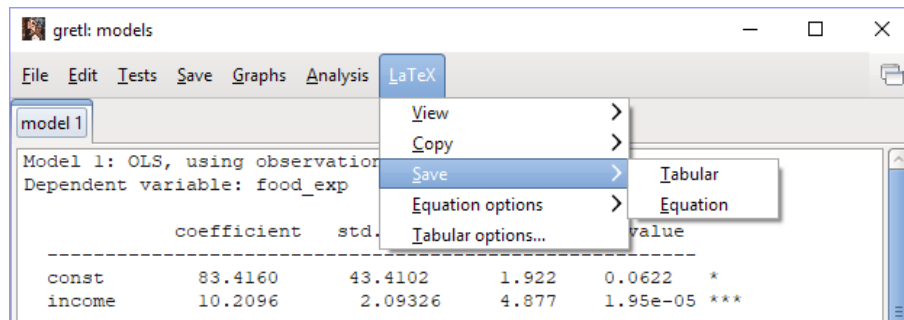 gretl: models
File Edit Tests Save Graphs Analysis LaTeX
model 1
View
Copy
Save
Equation options
Tabular options...
Tabular
Equation
Model 1: OLS, using observation
Dependent variable: food_exp
coefficient std.
const 83.4160 43.4102 1.922 0.0622 *
income 10.2096 2.09326 4.877 1.95e-05 ***